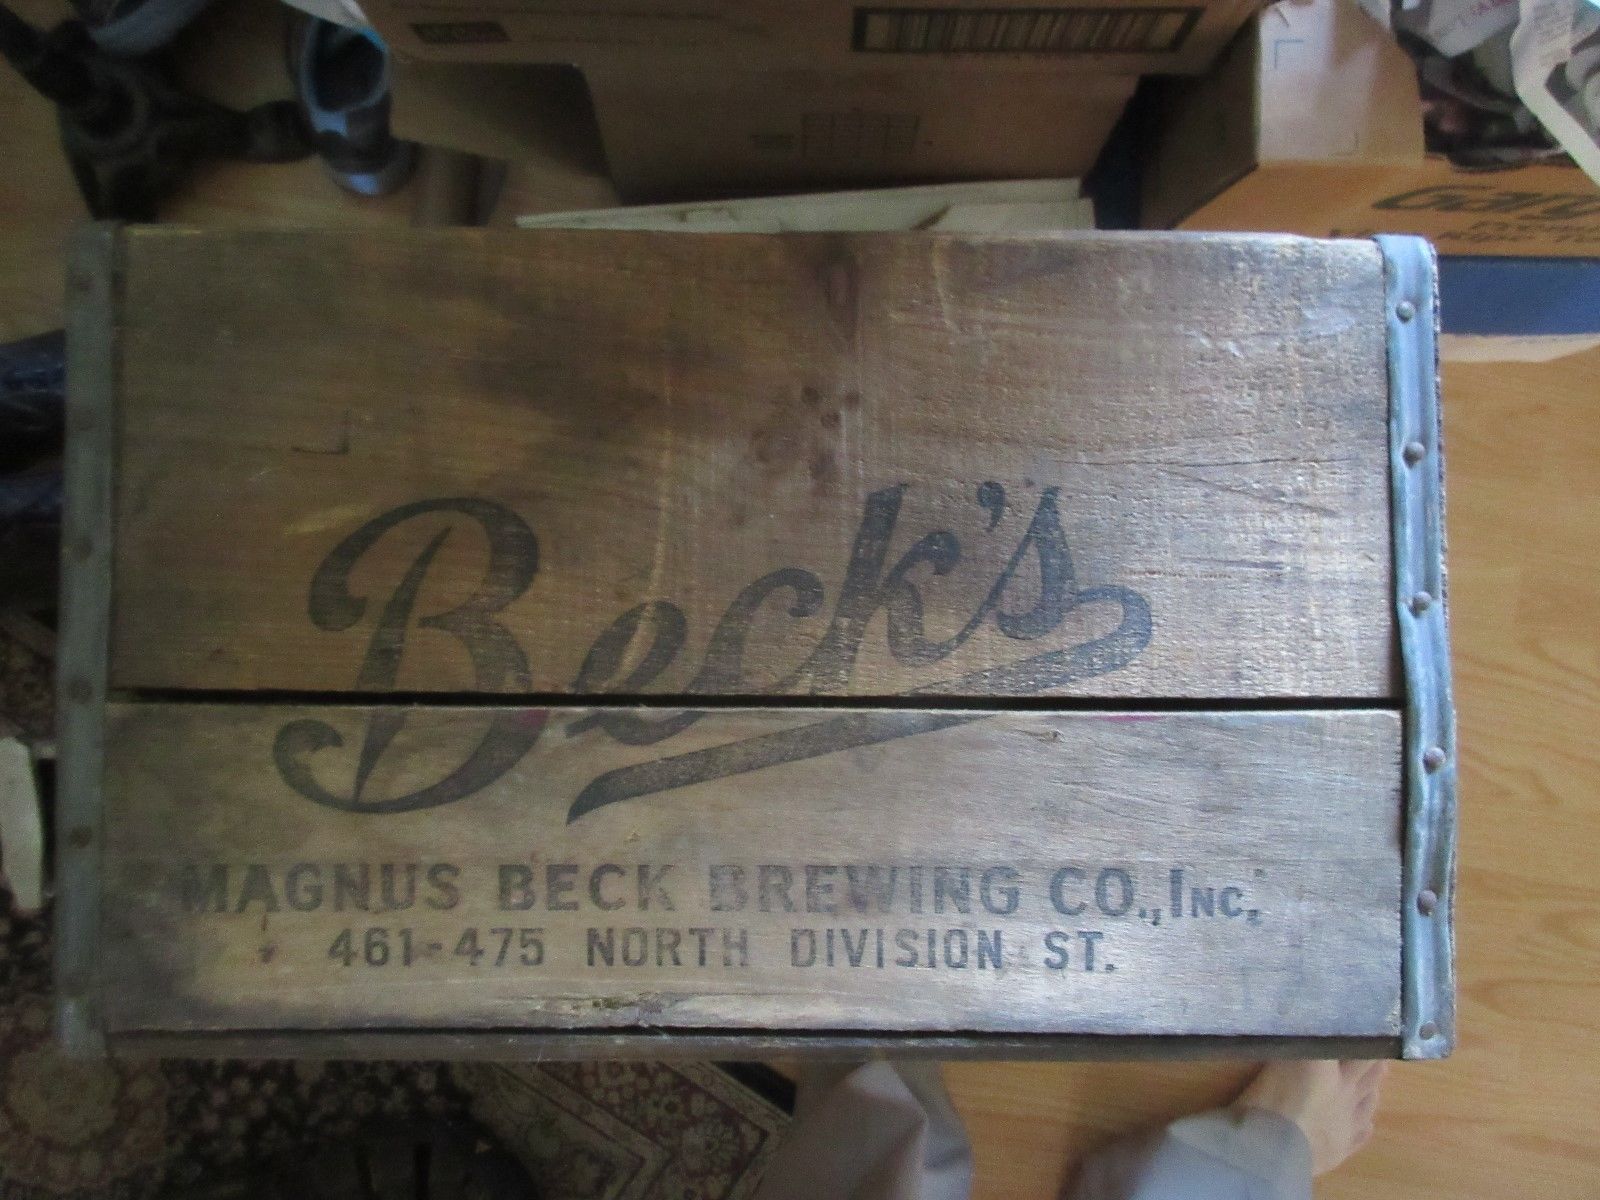 Beck's
MAGNUS BECK BREWING CO., INC.
461-475 NORTH DIVISION ST.